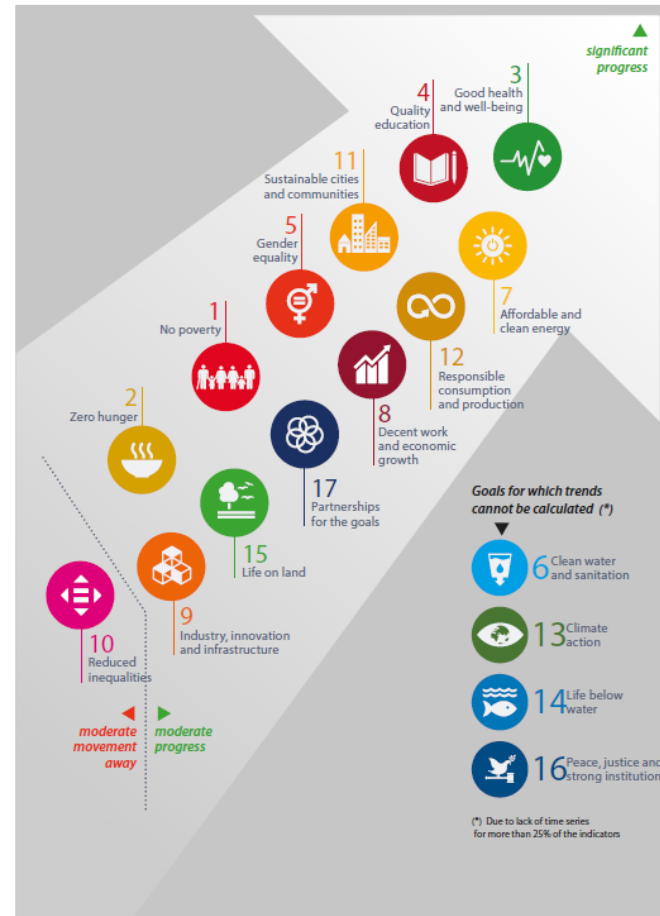 significant
progress
3
Good health
and well-being
4
Quality
education
11
Sustainable cities
and communities
5
Gender
equality
7
Affordable and
clean energy
1
No poverty
12
Responsible
consumption
and production
2
Zero hunger
8
Decent work
and economic
growth
17
Partnerships
for the goals
15
Life on land
9
Industry, innovation
and infrastructure
10
Reduced
inequalities
moderate
movement
away
moderate
progress
Goals for which trends
cannot be calculated (*)
6 Clean water
and sanitation
13 Climate
action
14 Life below
water
16 Peace, justice and
strong institution
(*) Due to lack of time series
for more than 25% of the indicators